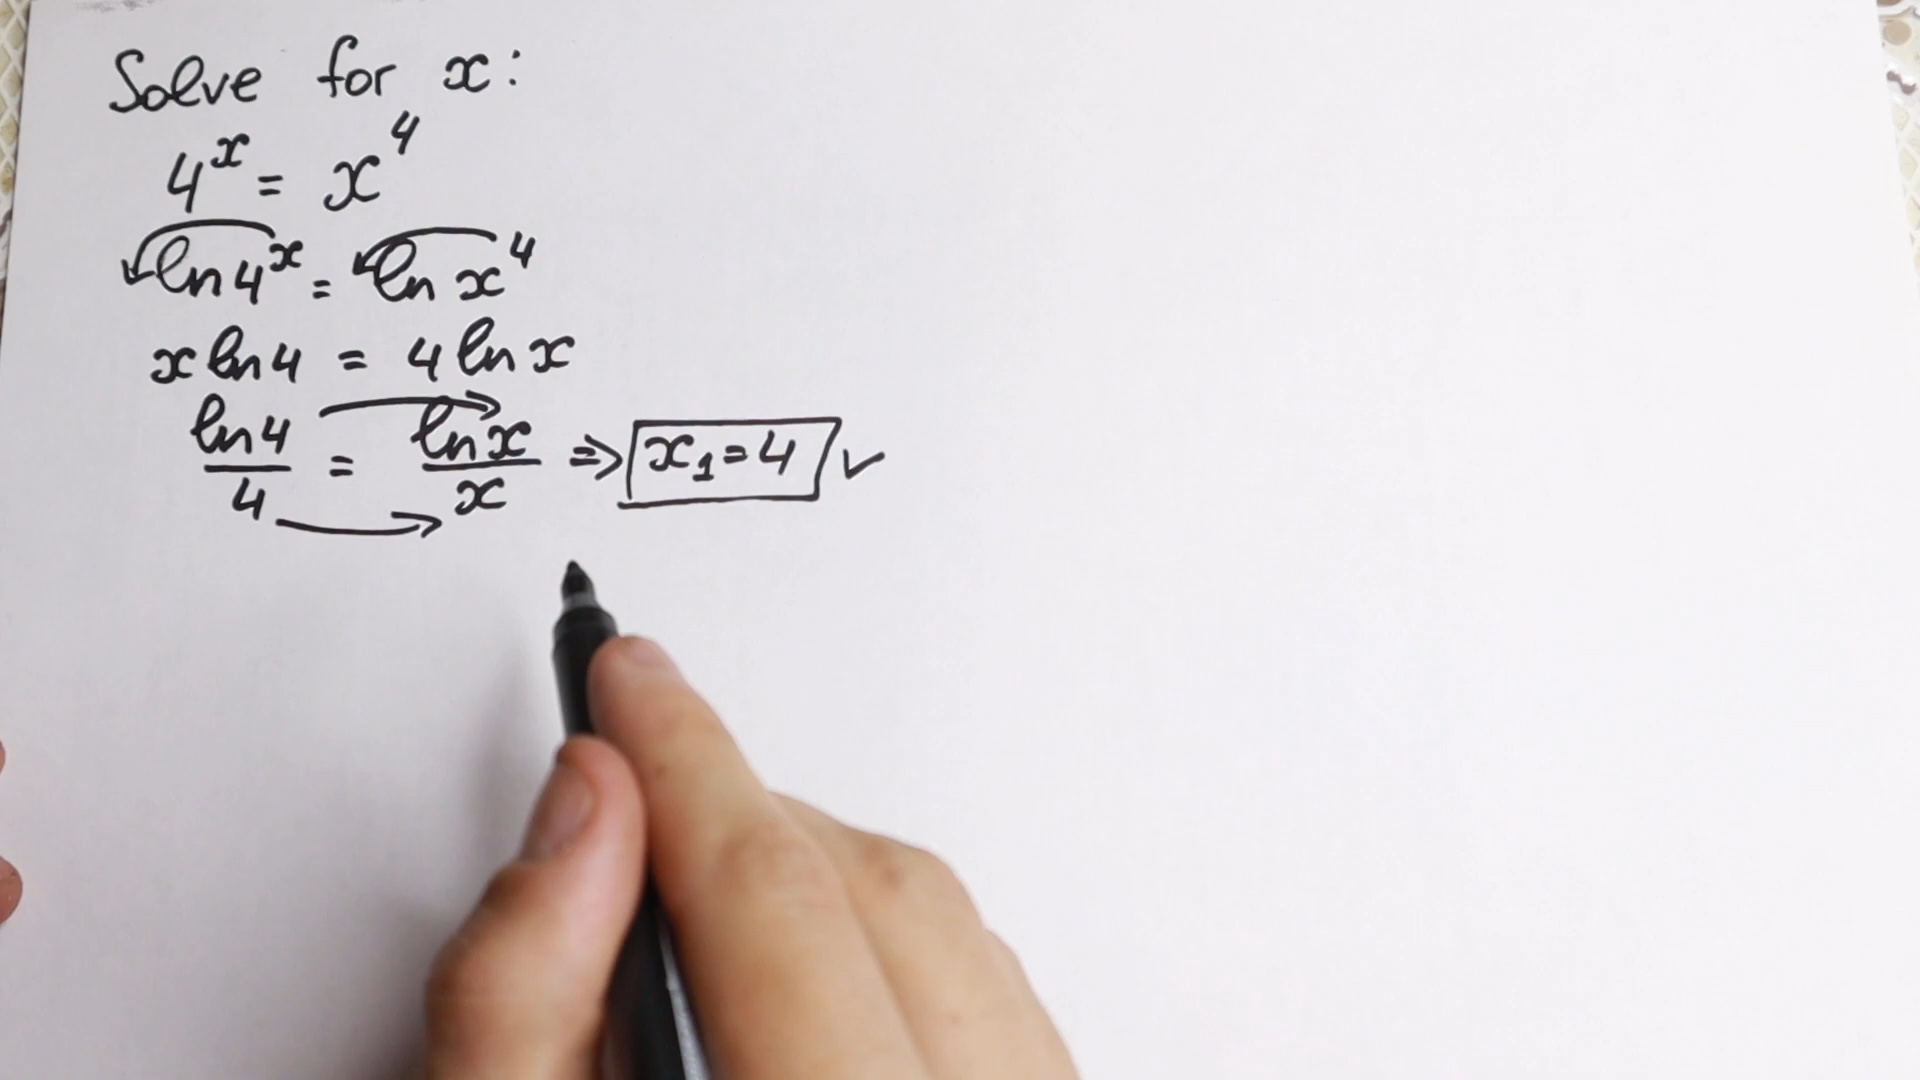 Solve for x:
4^x = x^4
ln 4^x = ln x^4
x ln 4 = 4 ln x
ln 4 / 4 = ln x / x => x₁ = 4 ✓